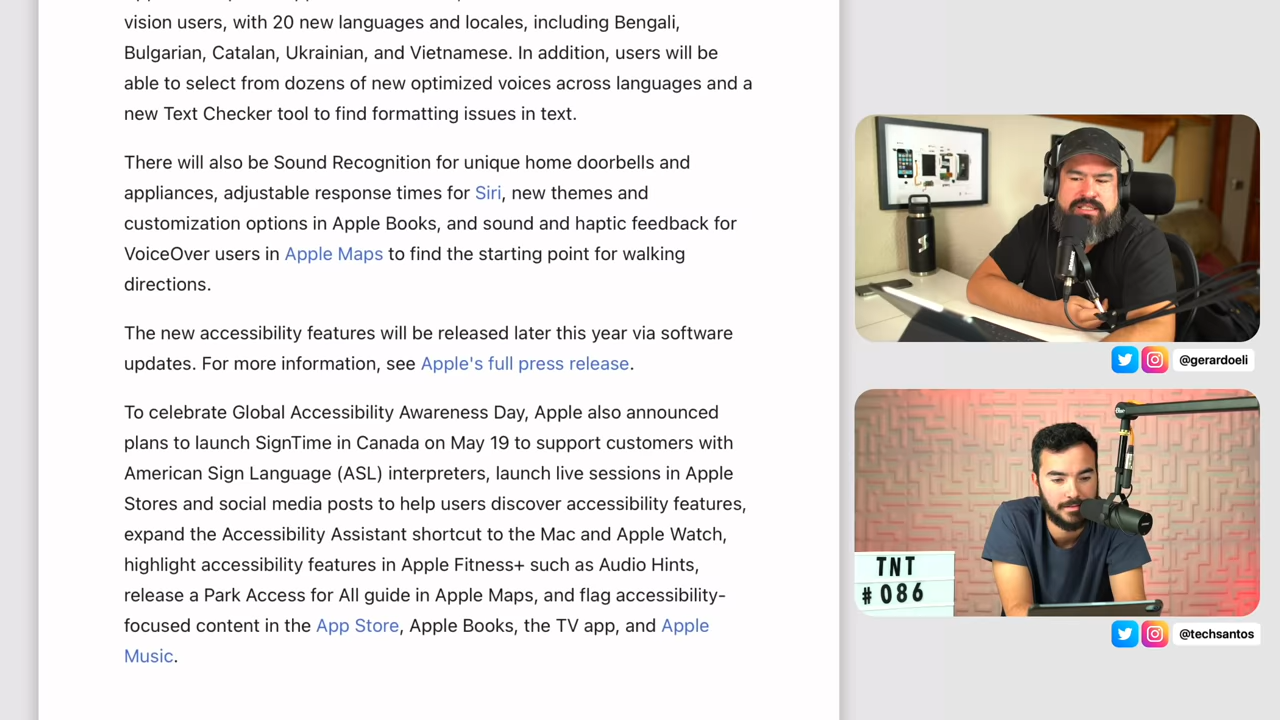 vision users, with 20 new languages and locales, including Bengali,
Bulgarian, Catalan, Ukrainian, and Vietnamese. In addition, users will be
able to select from dozens of new optimized voices across languages and a
new Text Checker tool to find formatting issues in text.
There will also be Sound Recognition for unique home doorbells and
appliances, adjustable response times for Siri, new themes and
customization options in Apple Books, and sound and haptic feedback for
VoiceOver users in Apple Maps to find the starting point for walking
directions.
The new accessibility features will be released later this year via software
updates. For more information, see Apple's full press release.
To celebrate Global Accessibility Awareness Day, Apple also announced
plans to launch SignTime in Canada on May 19 to support customers with
American Sign Language (ASL) interpreters, launch live sessions in Apple
Stores and social media posts to help users discover accessibility features,
expand the Accessibility Assistant shortcut to the Mac and Apple Watch,
highlight accessibility features in Apple Fitness+ such as Audio Hints,
release a Park Access for All guide in Apple Maps, and flag accessibility-
focused content in the App Store, Apple Books, the TV app, and Apple
Music.
@gerardoeli
TNT
#086
@techsantos